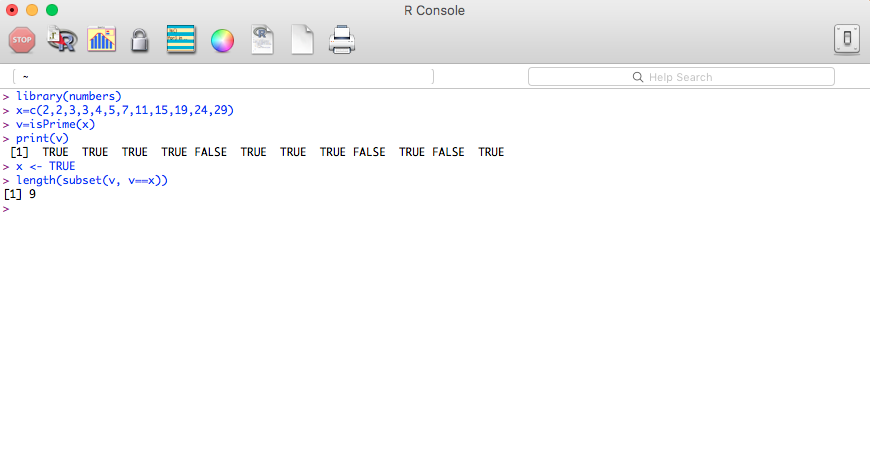 R Console
STOP
~
Help Search
> library(numbers)
> x=c(2,2,3,3,4,5,7,11,15,19,24,29)
> v=isPrime(x)
> print(v)
 [1]  TRUE  TRUE  TRUE  TRUE FALSE  TRUE  TRUE  TRUE FALSE  TRUE FALSE  TRUE
> x <- TRUE
> length(subset(v, v==x))
[1] 9
>